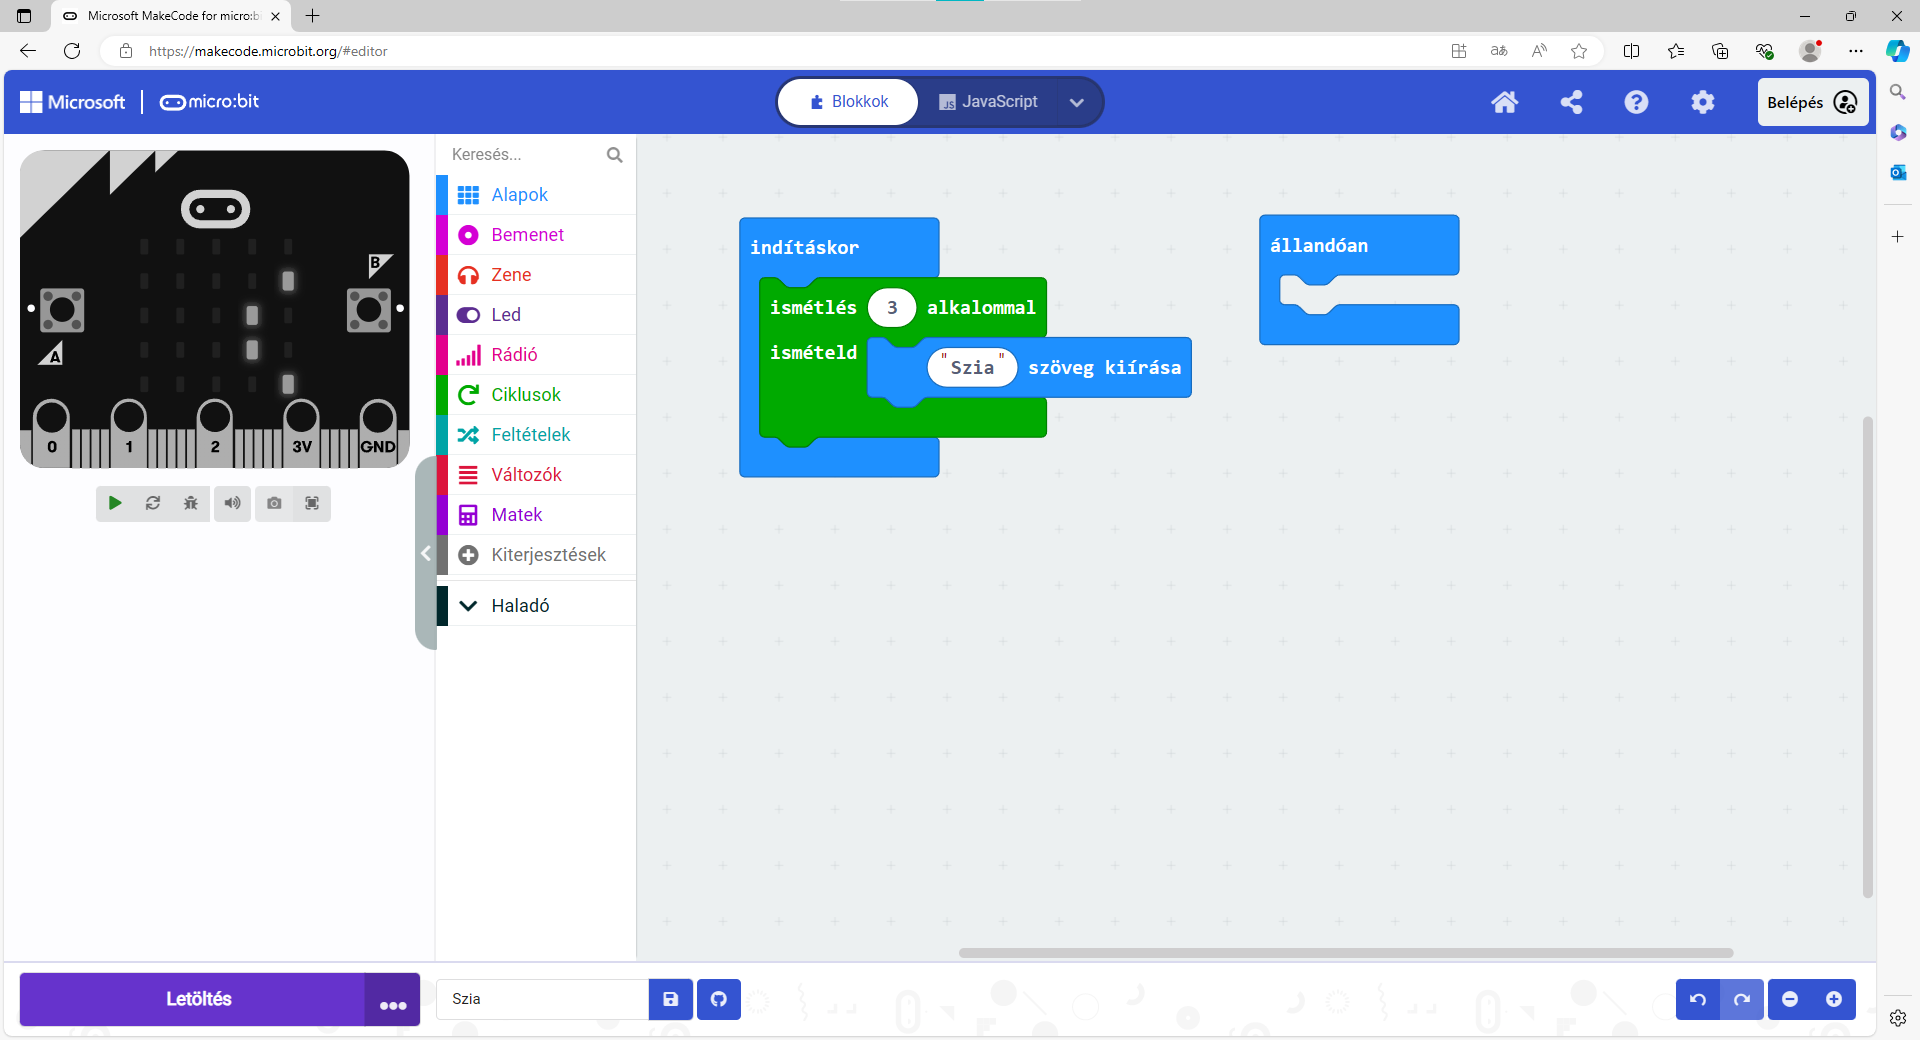 Microsoft MakeCode for micro:b
https://makecode.microbit.org/#editor
Microsoft
micro:bit
Blokkok
JavaScript
Belépés
B
A
0 1 2 3V GND
Keresés...
Alapok
Bemenet
Zene
Led
Rádió
Ciklusok
Feltételek
Változók
Matek
Kiterjesztések
Haladó
indításkor
ismétlés 3 alkalommal
ismételd
"Szia" szöveg kiírása
állandóan
Letöltés
Szia